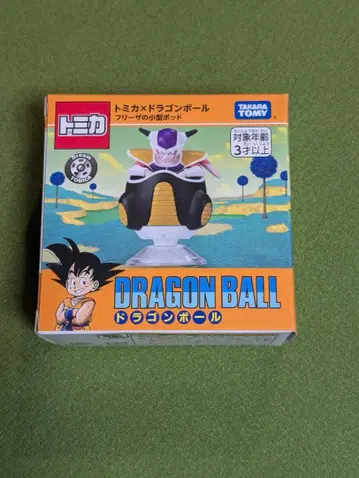 トミカ
トミカ×ドラゴンボール
フリーザの小型ポッド
TAKARA
TOMY
対象年齢
3才以上
Dream
TOMICA
DRAGON BALL
ドラゴンボール